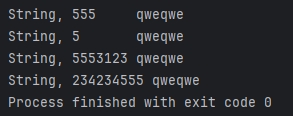 String, 555     qweqwe
String, 5       qweqwe
String, 5553123 qweqwe
String, 234234555 qweqwe
Process finished with exit code 0